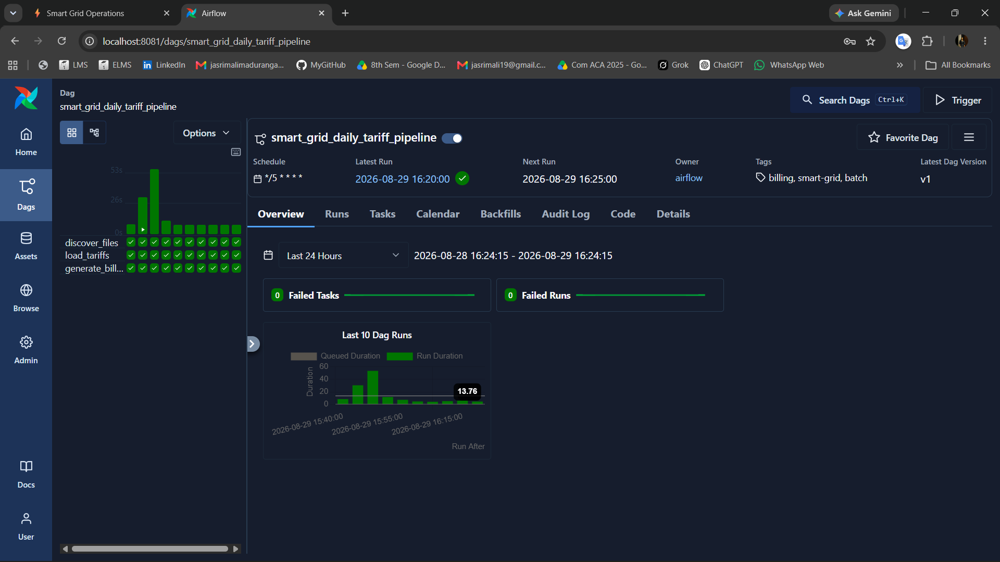 Smart Grid Operations
Airflow
Ask Gemini
localhost:8081/dags/smart_grid_daily_tariff_pipeline
LMS
ELMS
LinkedIn
jasrimalimaduranga...
MyGitHub
8th Sem - Google D...
jasrimali19@gmail.c...
Com ACA 2025 - Go...
Grok
ChatGPT
WhatsApp Web
All Bookmarks
Dag
smart_grid_daily_tariff_pipeline
Search Dags Ctrl+K
Trigger
Home
Dags
Assets
Browse
Admin
Docs
User
Options
53s
26s
0s
discover_files
load_tariffs
generate_bill...
smart_grid_daily_tariff_pipeline
Favorite Dag
Schedule
*/5 * * * *
Latest Run
2026-08-29 16:20:00
Next Run
2026-08-29 16:25:00
Owner
airflow
Tags
billing, smart-grid, batch
Latest Dag Version
v1
Overview
Runs
Tasks
Calendar
Backfills
Audit Log
Code
Details
Last 24 Hours
2026-08-28 16:24:15 - 2026-08-29 16:24:15
0 Failed Tasks
0 Failed Runs
Last 10 Dag Runs
Queued Duration
Run Duration
Duration
60
40
20
0
13.76
2026-08-29 15:40:00
2026-08-29 15:55:00
2026-08-29 16:15:00
Run After